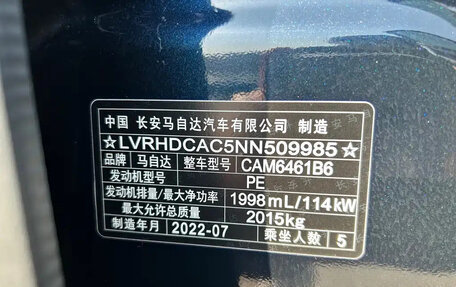 中国 长安马自达汽车有限公司 制造
☆LVRHDCAC5NN509985☆
品牌 马自达 整车型号 CAM6461B6
发动机型号 PE
发动机排量/最大净功率 1998mL/114kW
最大允许总质量 2015kg
制造年月 2022-07 乘坐人数 5